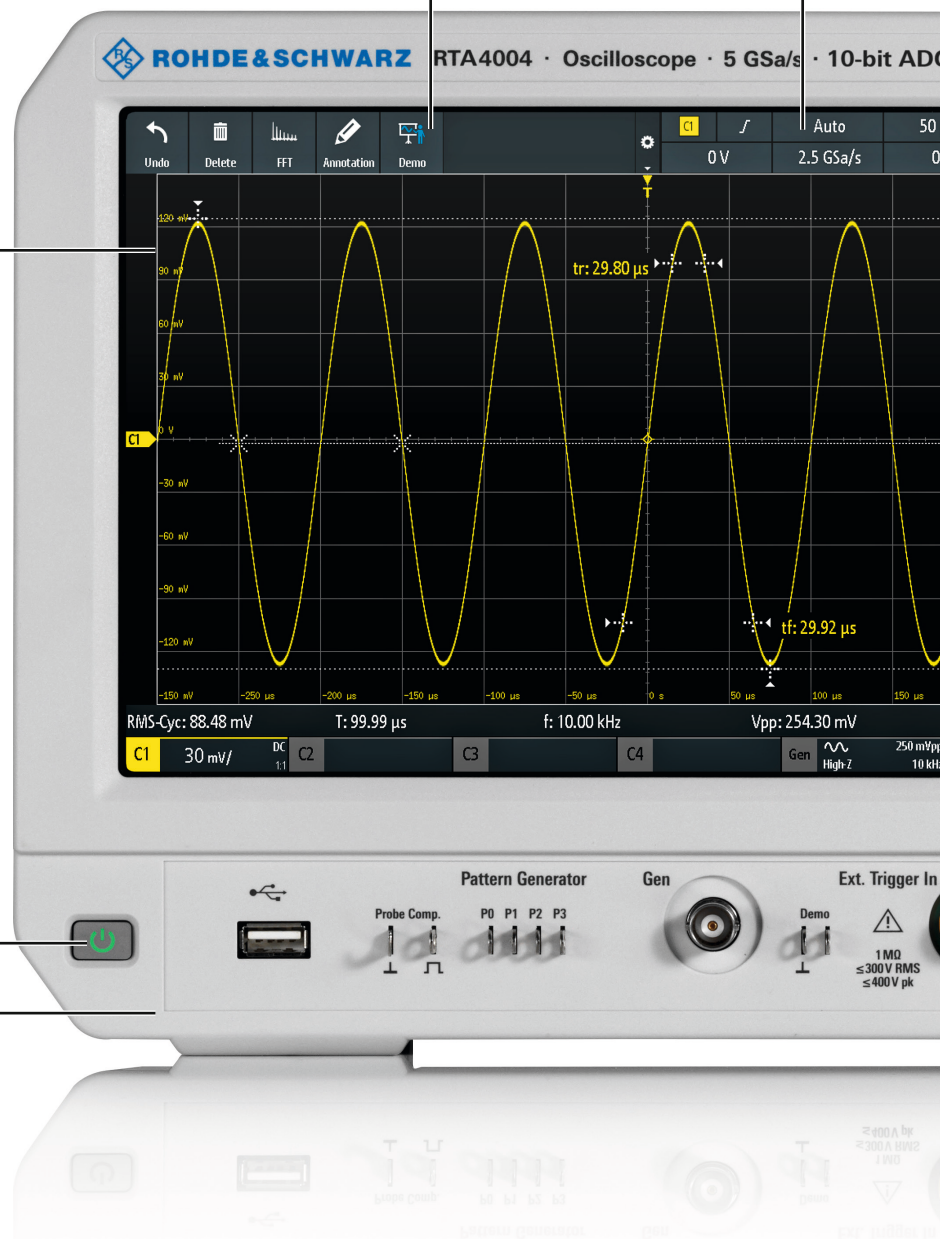 R&S ROHDE&SCHWARZ RTA4004 · Oscilloscope · 5 GSa/s · 10-bit ADC
C1 Auto 50
Undo Delete FFT Annotation Demo 0 V 2.5 GSa/s 0
T
120 mV
90 mV
tr: 29.80 µs
60 mV
30 mV
C1 0 V
-30 mV
-60 mV
-90 mV
-120 mV
tf: 29.92 µs
-150 mV -250 µs -200 µs -150 µs -100 µs -50 µs 0 s 50 µs 100 µs 150 µs
RMS-Cyc: 88.48 mV T: 99.99 µs f: 10.00 kHz Vpp: 254.30 mV
C1 30 mV/ DC 1:1 C2 C3 C4 Gen High-Z 250 mVpp 10 kHz
Pattern Generator Gen Ext. Trigger In
Probe Comp. P0 P1 P2 P3 Demo
1 MΩ
≤300 V RMS
≤400 V pk